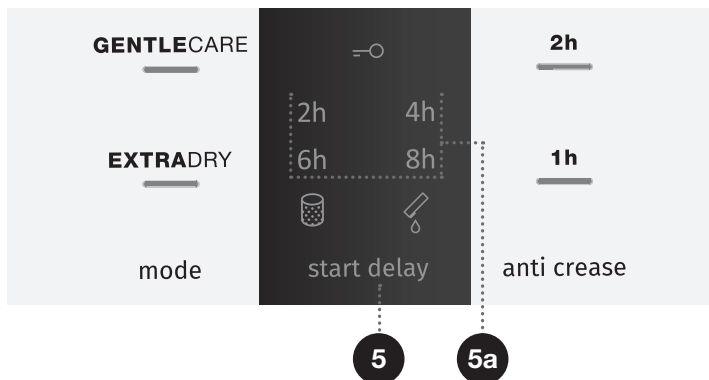 GENTLECARE
2h
2h 4h
6h 8h
EXTRADRY
1h
mode
start delay
anti crease
5
5a